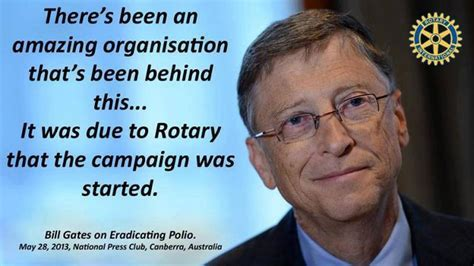 There's been an
amazing organisation
that's been behind
this...
It was due to Rotary
that the campaign was
started.
Bill Gates on Eradicating Polio.
May 28, 2013, National Press Club, Canberra, Australia
ROTARY
INTERNATIONAL